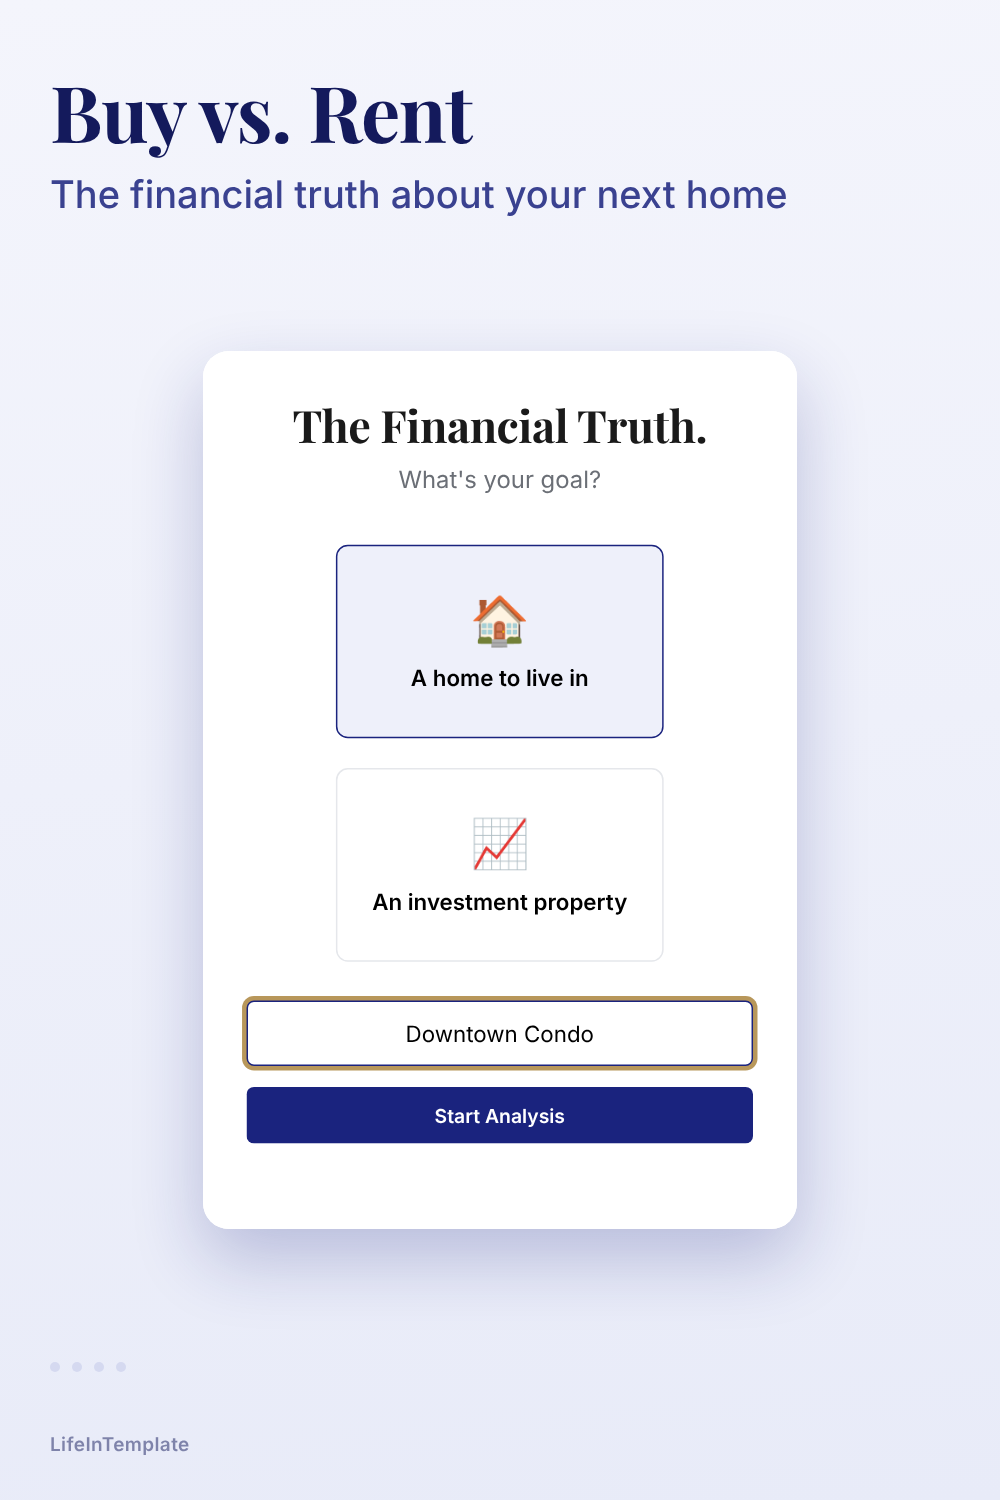 Buy vs. Rent
The financial truth about your next home
The Financial Truth.
What's your goal?
A home to live in
An investment property
Downtown Condo
Start Analysis
LifeInTemplate